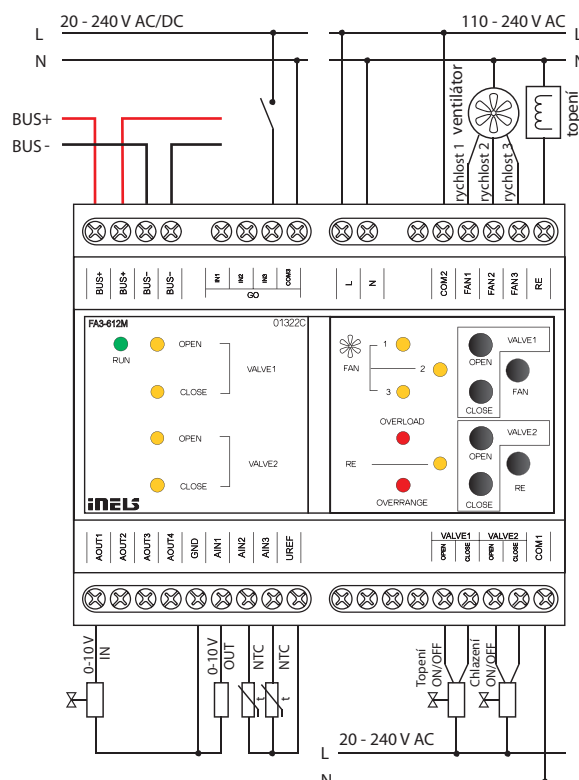 20 - 240 V AC/DC
110 - 240 V AC
L
L
N
N
BUS+
BUS -
ventilátor
topení
rychlost 1
rychlost 2
rychlost 3
BUS+
BUS+
BUS-
BUS-
IN1
IN2
IN3
COM3
GO
L
N
COM2
FAN1
FAN2
FAN3
RE
FA3-612M
01322C
RUN
OPEN
CLOSE
VALVE1
OPEN
CLOSE
VALVE2
iNELS
FAN
1
2
3
OVERLOAD
RE
OVERRANGE
VALVE1
OPEN
CLOSE
FAN
VALVE2
OPEN
CLOSE
RE
AOUT1
AOUT2
AOUT3
AOUT4
GND
AIN1
AIN2
AIN3
UREF
VALVE1
VALVE2
OPEN
CLOSE
OPEN
CLOSE
COM1
0-10 V
IN
0-10 V
OUT
NTC
t
NTC
t
Topení
ON/OFF
Chlazení
ON/OFF
20 - 240 V AC
L
N